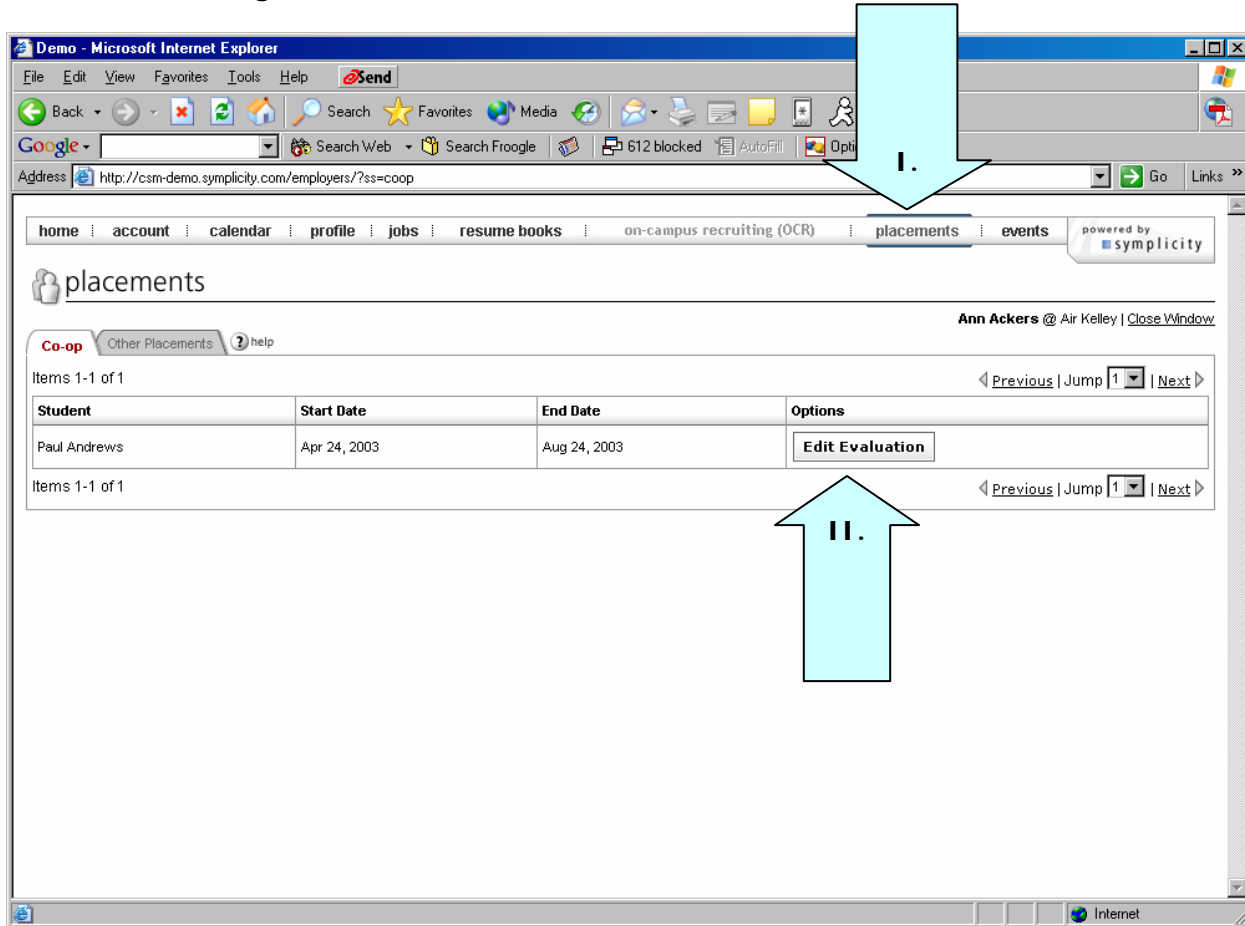 Demo - Microsoft Internet Explorer
File Edit View Favorites Tools Help eSend
Back Search Favorites Media
Google Search Web Search Froogle 612 blocked AutoFill
Address http://csm-demo.symplicity.com/employers/?ss=coop Go Links »
I.
home account calendar profile jobs resume books on-campus recruiting (OCR) placements events powered by
symplicity
placements
Ann Ackers @ Air Kelley | Close Window
Co-op Other Placements ? help
Items 1-1 of 1 Previous | Jump 1 | Next
Student Start Date End Date Options
Paul Andrews Apr 24, 2003 Aug 24, 2003 Edit Evaluation
Items 1-1 of 1 Previous | Jump 1 | Next
II.
Internet